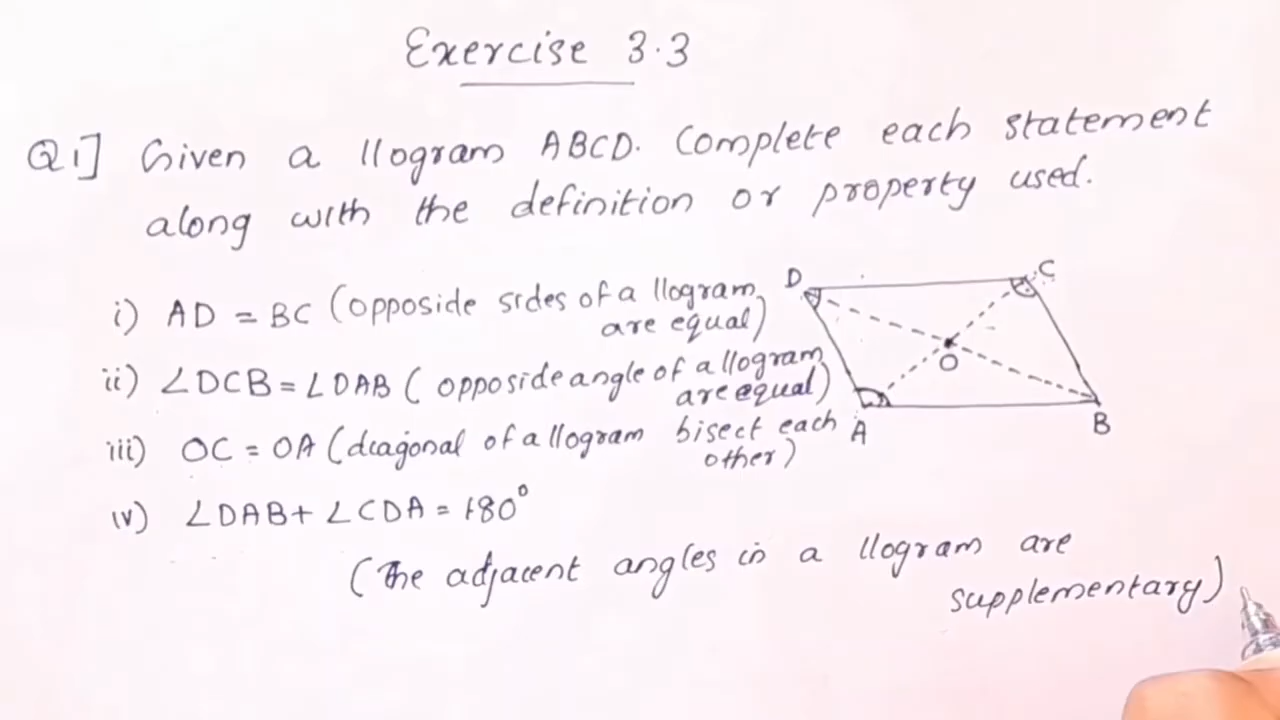 Exercise 3.3
Q1] Given a llogram ABCD. Complete each statement
along with the definition or property used.
i) AD = BC (opposide sides of a llogram
are equal)
ii) ∠DCB = ∠DAB ( opposide angle of a llogram
are equal)
iii) OC = OA (diagonal of a llogram bisect each
other)
iv) ∠DAB + ∠CDA = 180°
(The adjacent angles in a llogram are
supplementary)
D
C
O
A
B